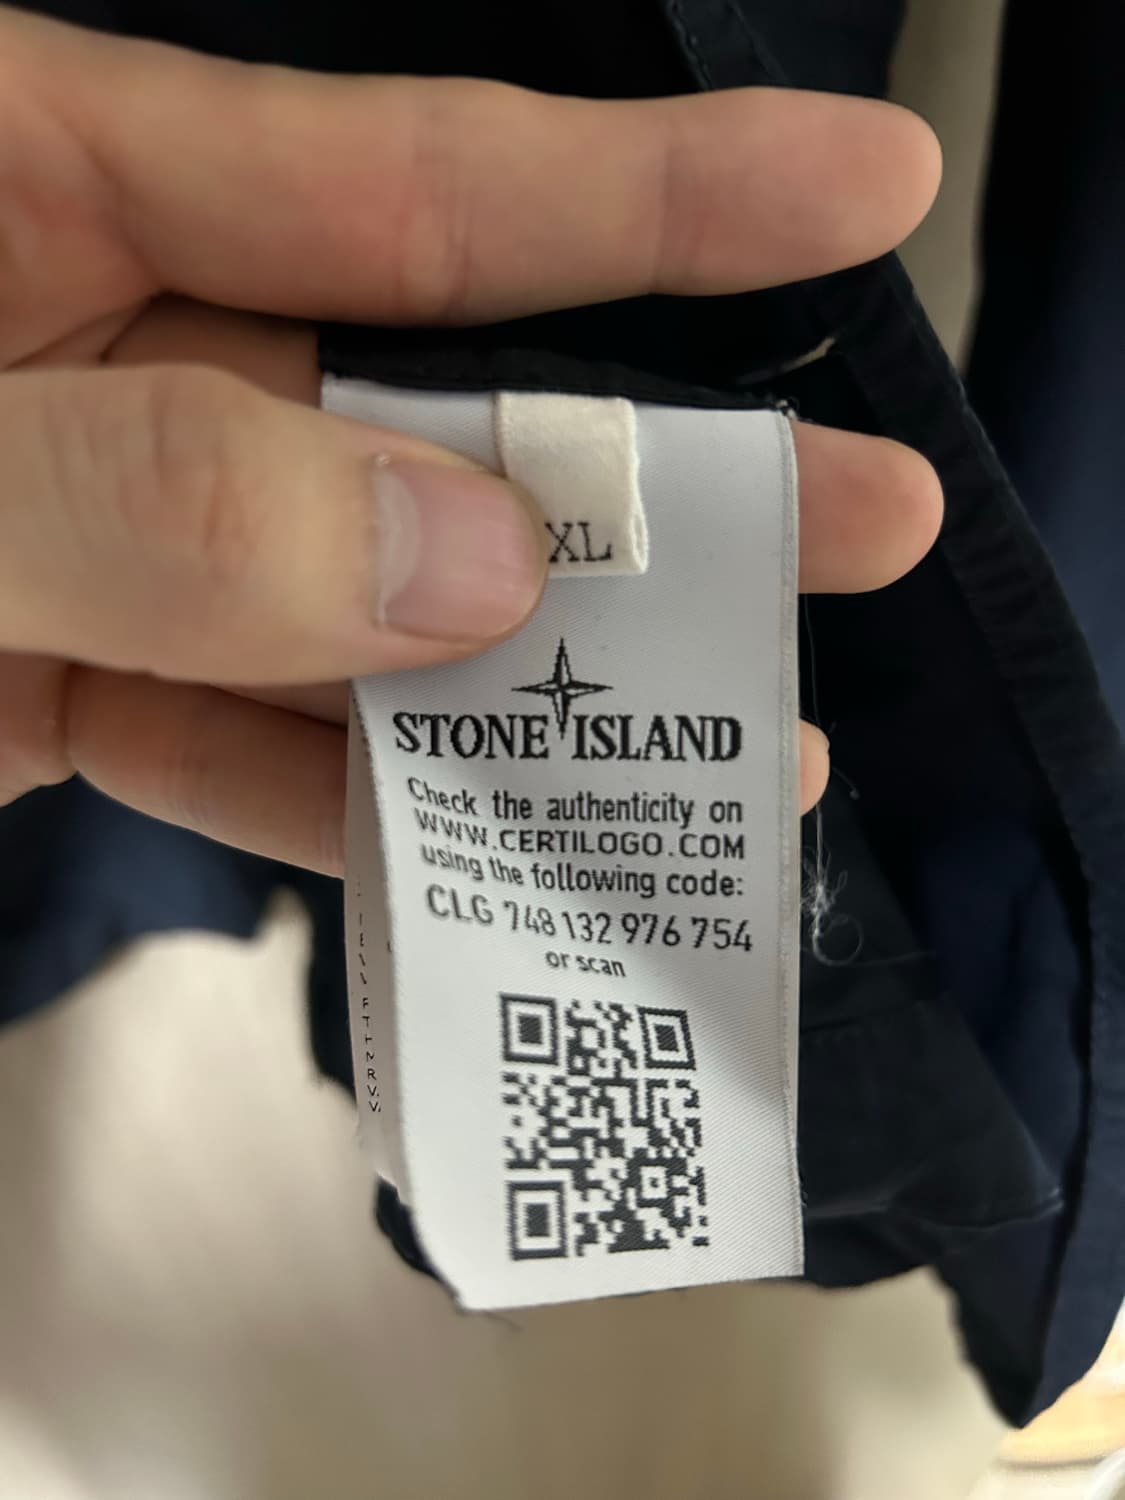 XL
STONE ISLAND
Check the authenticity on
WWW.CERTILOGO.COM
using the following code:
CLG 748 132 976 754
or scan